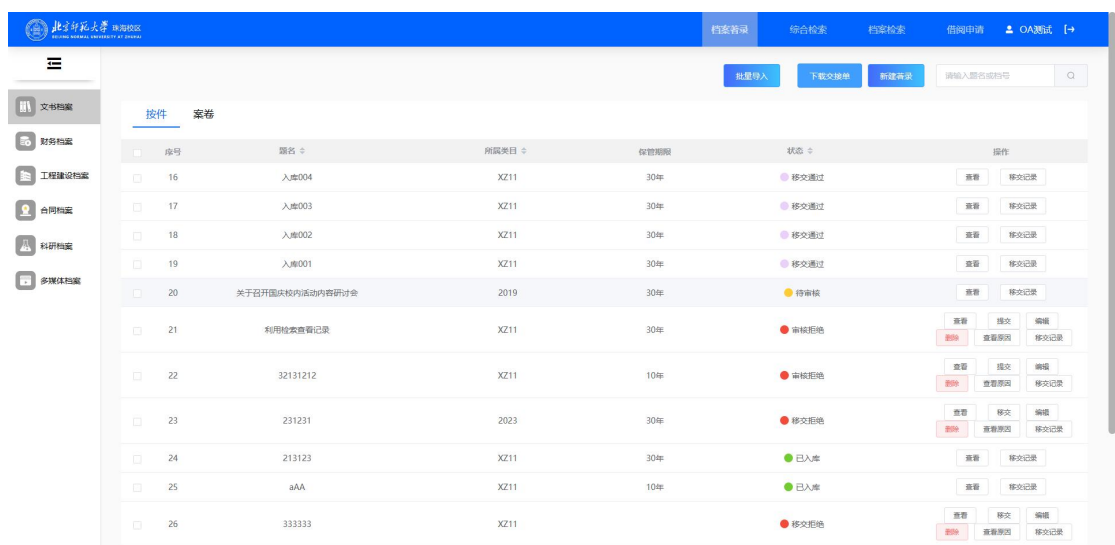 北京师范大学 珠海校区
BEIJING NORMAL UNIVERSITY AT ZHUHAI
档案著录 综合检索 档案检索 借阅申请 OA测试
批量导入 下载交接单 新建著录 请输入题名或档号
文书档案
财务档案
工程建设档案
合同档案
科研档案
多媒体档案
按件 案卷
序号 题名 所属类目 保管期限 状态 操作
16 入库004 XZ11 30年 移交通过 查看 移交记录
17 入库003 XZ11 30年 移交通过 查看 移交记录
18 入库002 XZ11 30年 移交通过 查看 移交记录
19 入库001 XZ11 30年 移交通过 查看 移交记录
20 关于召开国庆校内活动内容研讨会 2019 30年 待审核 查看 移交记录
21 利用检索查看记录 XZ11 30年 审核拒绝 查看 提交 编辑
删除 查看原因 移交记录
22 32131212 XZ11 10年 审核拒绝 查看 提交 编辑
删除 查看原因 移交记录
23 231231 2023 30年 移交拒绝 查看 移交 编辑
删除 查看原因 移交记录
24 213123 XZ11 30年 已入库 查看 移交记录
25 aAA XZ11 10年 已入库 查看 移交记录
26 333333 XZ11 移交拒绝 查看 移交 编辑
删除 查看原因 移交记录